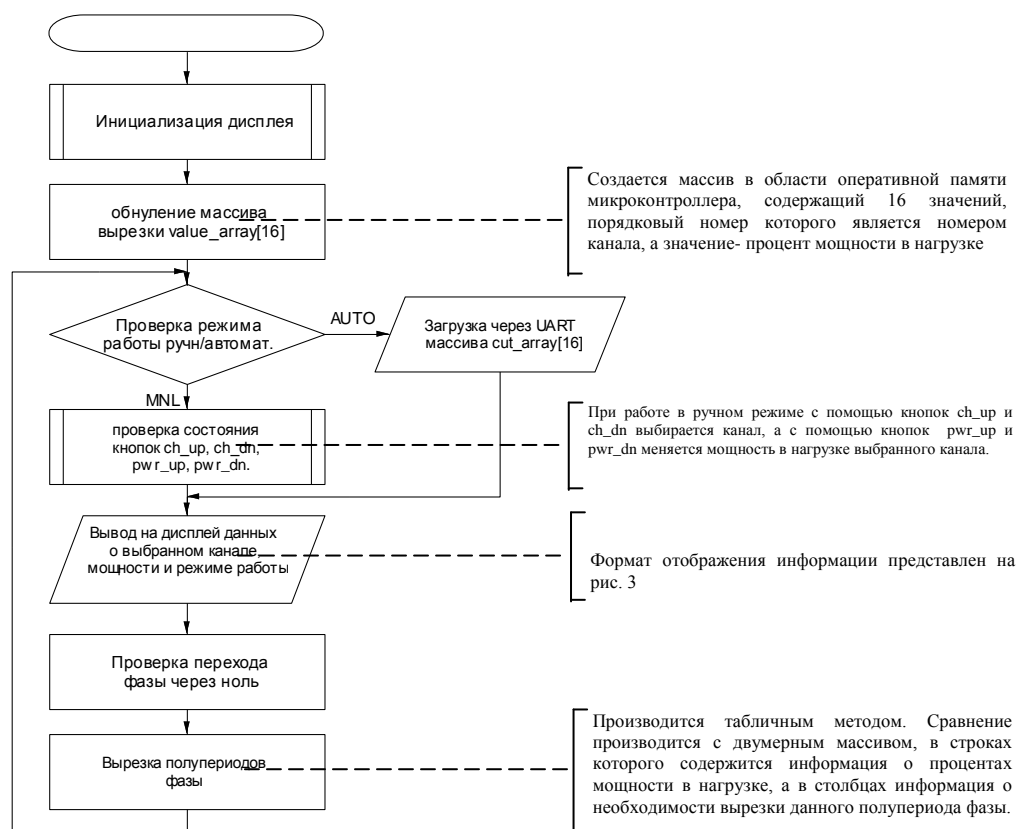 Инициализация дисплея
обнуление массива
вырезки value_array[16]
Создается массив в области оперативной памяти
микроконтроллера, содержащий 16 значений,
порядковый номер которого является номером
канала, а значение- процент мощности в нагрузке
Проверка режима
работы ручн/автомат.
AUTO
Загрузка через UART
массива cut_array[16]
MNL
проверка состояния
кнопок ch_up, ch_dn,
pwr_up, pwr_dn.
При работе в ручном режиме с помощью кнопок ch_up и
ch_dn выбирается канал, а с помощью кнопок pwr_up и
pwr_dn меняется мощность в нагрузке выбранного канала.
Вывод на дисплей данных
о выбранном канале,
мощности и режиме работы
Формат отображения информации представлен на
рис. 3
Проверка перехода
фазы через ноль
Вырезка полупериодов
фазы
Производится табличным методом. Сравнение
производится с двумерным массивом, в строках
которого содержится информация о процентах
мощности в нагрузке, а в столбцах информация о
необходимости вырезки данного полупериода фазы.